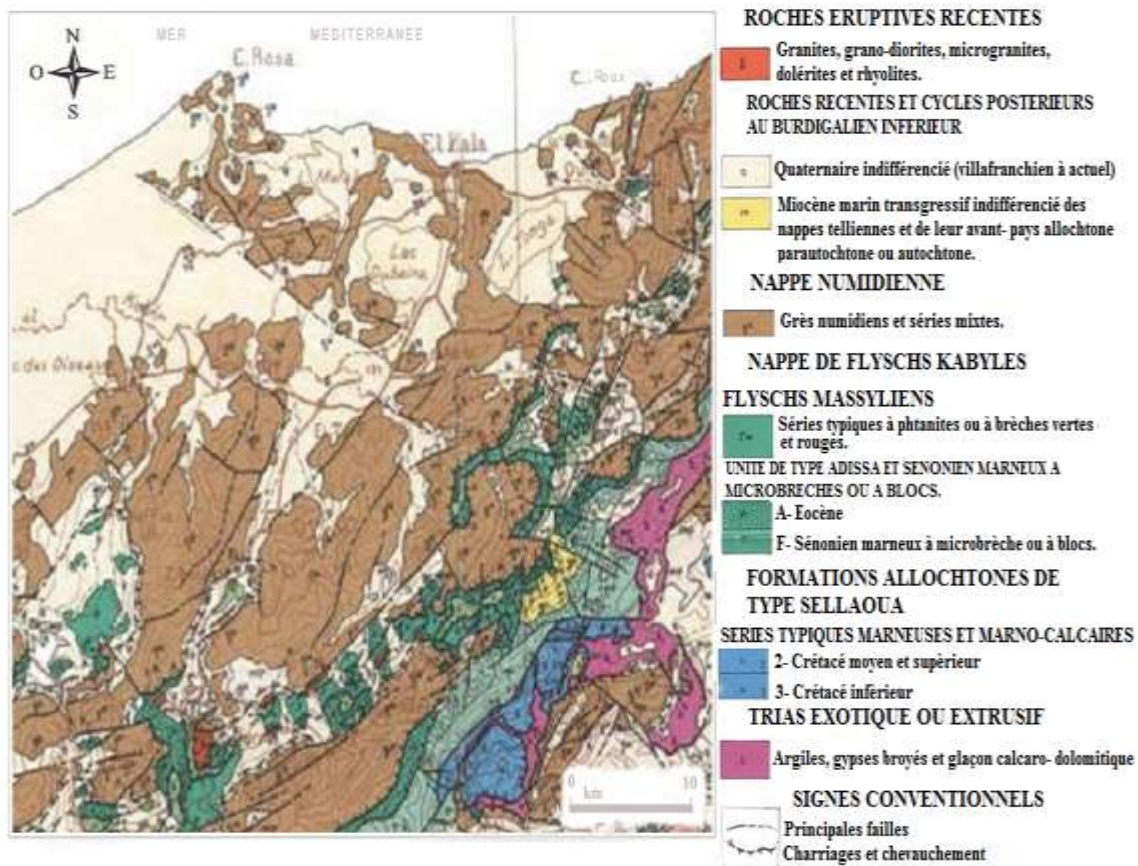 MER MEDITERRANEE
C. Rosa
C. Roux
N
O E
S
El Kala
Lac
Oubeira
Tonga
des Oiseaux
0 10
km
ROCHES ERUPTIVES RECENTES
Granites, grano-diorites, microgranites,
dolérites et rhyolites.
ROCHES RECENTES ET CYCLES POSTERIEURS
AU BURDIGALIEN INFERIEUR
q
Quaternaire indifférencié (villafranchien à actuel)
m
Miocène marin transgressif indifférencié des
nappes telliennes et de leur avant- pays allochtone
parautochtone ou autochtone.
NAPPE NUMIDIENNE
Grès numidiens et séries mixtes.
NAPPE DE FLYSCHS KABYLES
FLYSCHS MASSYLIENS
Séries typiques à phtanites ou à brèches vertes
et rouges.
UNITE DE TYPE ADISSA ET SENONIEN MARNEUX A
MICROBRECHES OU A BLOCS.
A- Eocène
F- Sénonien marneux à microbrèche ou à blocs.
FORMATIONS ALLOCHTONES DE
TYPE SELLAOUA
SERIES TYPIQUES MARNEUSES ET MARNO-CALCAIRES
2- Crétacé moyen et supèrieur
3- Crétacé inférieur
TRIAS EXOTIQUE OU EXTRUSIF
Argiles, gypses broyés et glaçon calcaro- dolomitique
SIGNES CONVENTIONNELS
Principales failles
Charriages et chevauchement